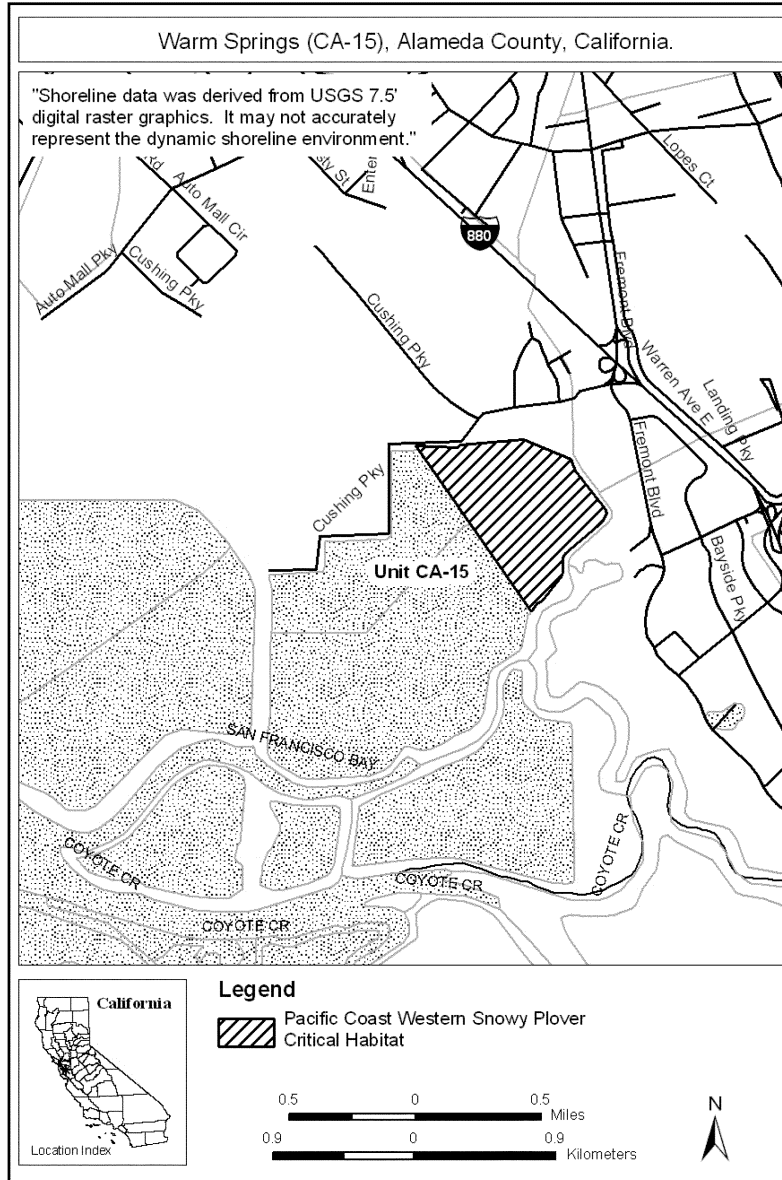 Warm Springs (CA-15), Alameda County, California.
"Shoreline data was derived from USGS 7.5'
digital raster graphics. It may not accurately
represent the dynamic shoreline environment."
Rd
Auto Mall Cir
sty St
Enter
Lopes Ct
880
Auto Mall Pky
Cushing Pky
Cushing Pky
Fremont Blvd
Warren Ave E
Landing Pky
Cushing Pky
Fremont Blvd
Unit CA-15
Bayside Pky
SAN FRANCISCO BAY
COYOTE CR
COYOTE CR
COYOTE CR
COYOTE CR
California
Location Index
Legend
Pacific Coast Western Snowy Plover
Critical Habitat
0.5 0 0.5
Miles
0.9 0 0.9
Kilometers
N